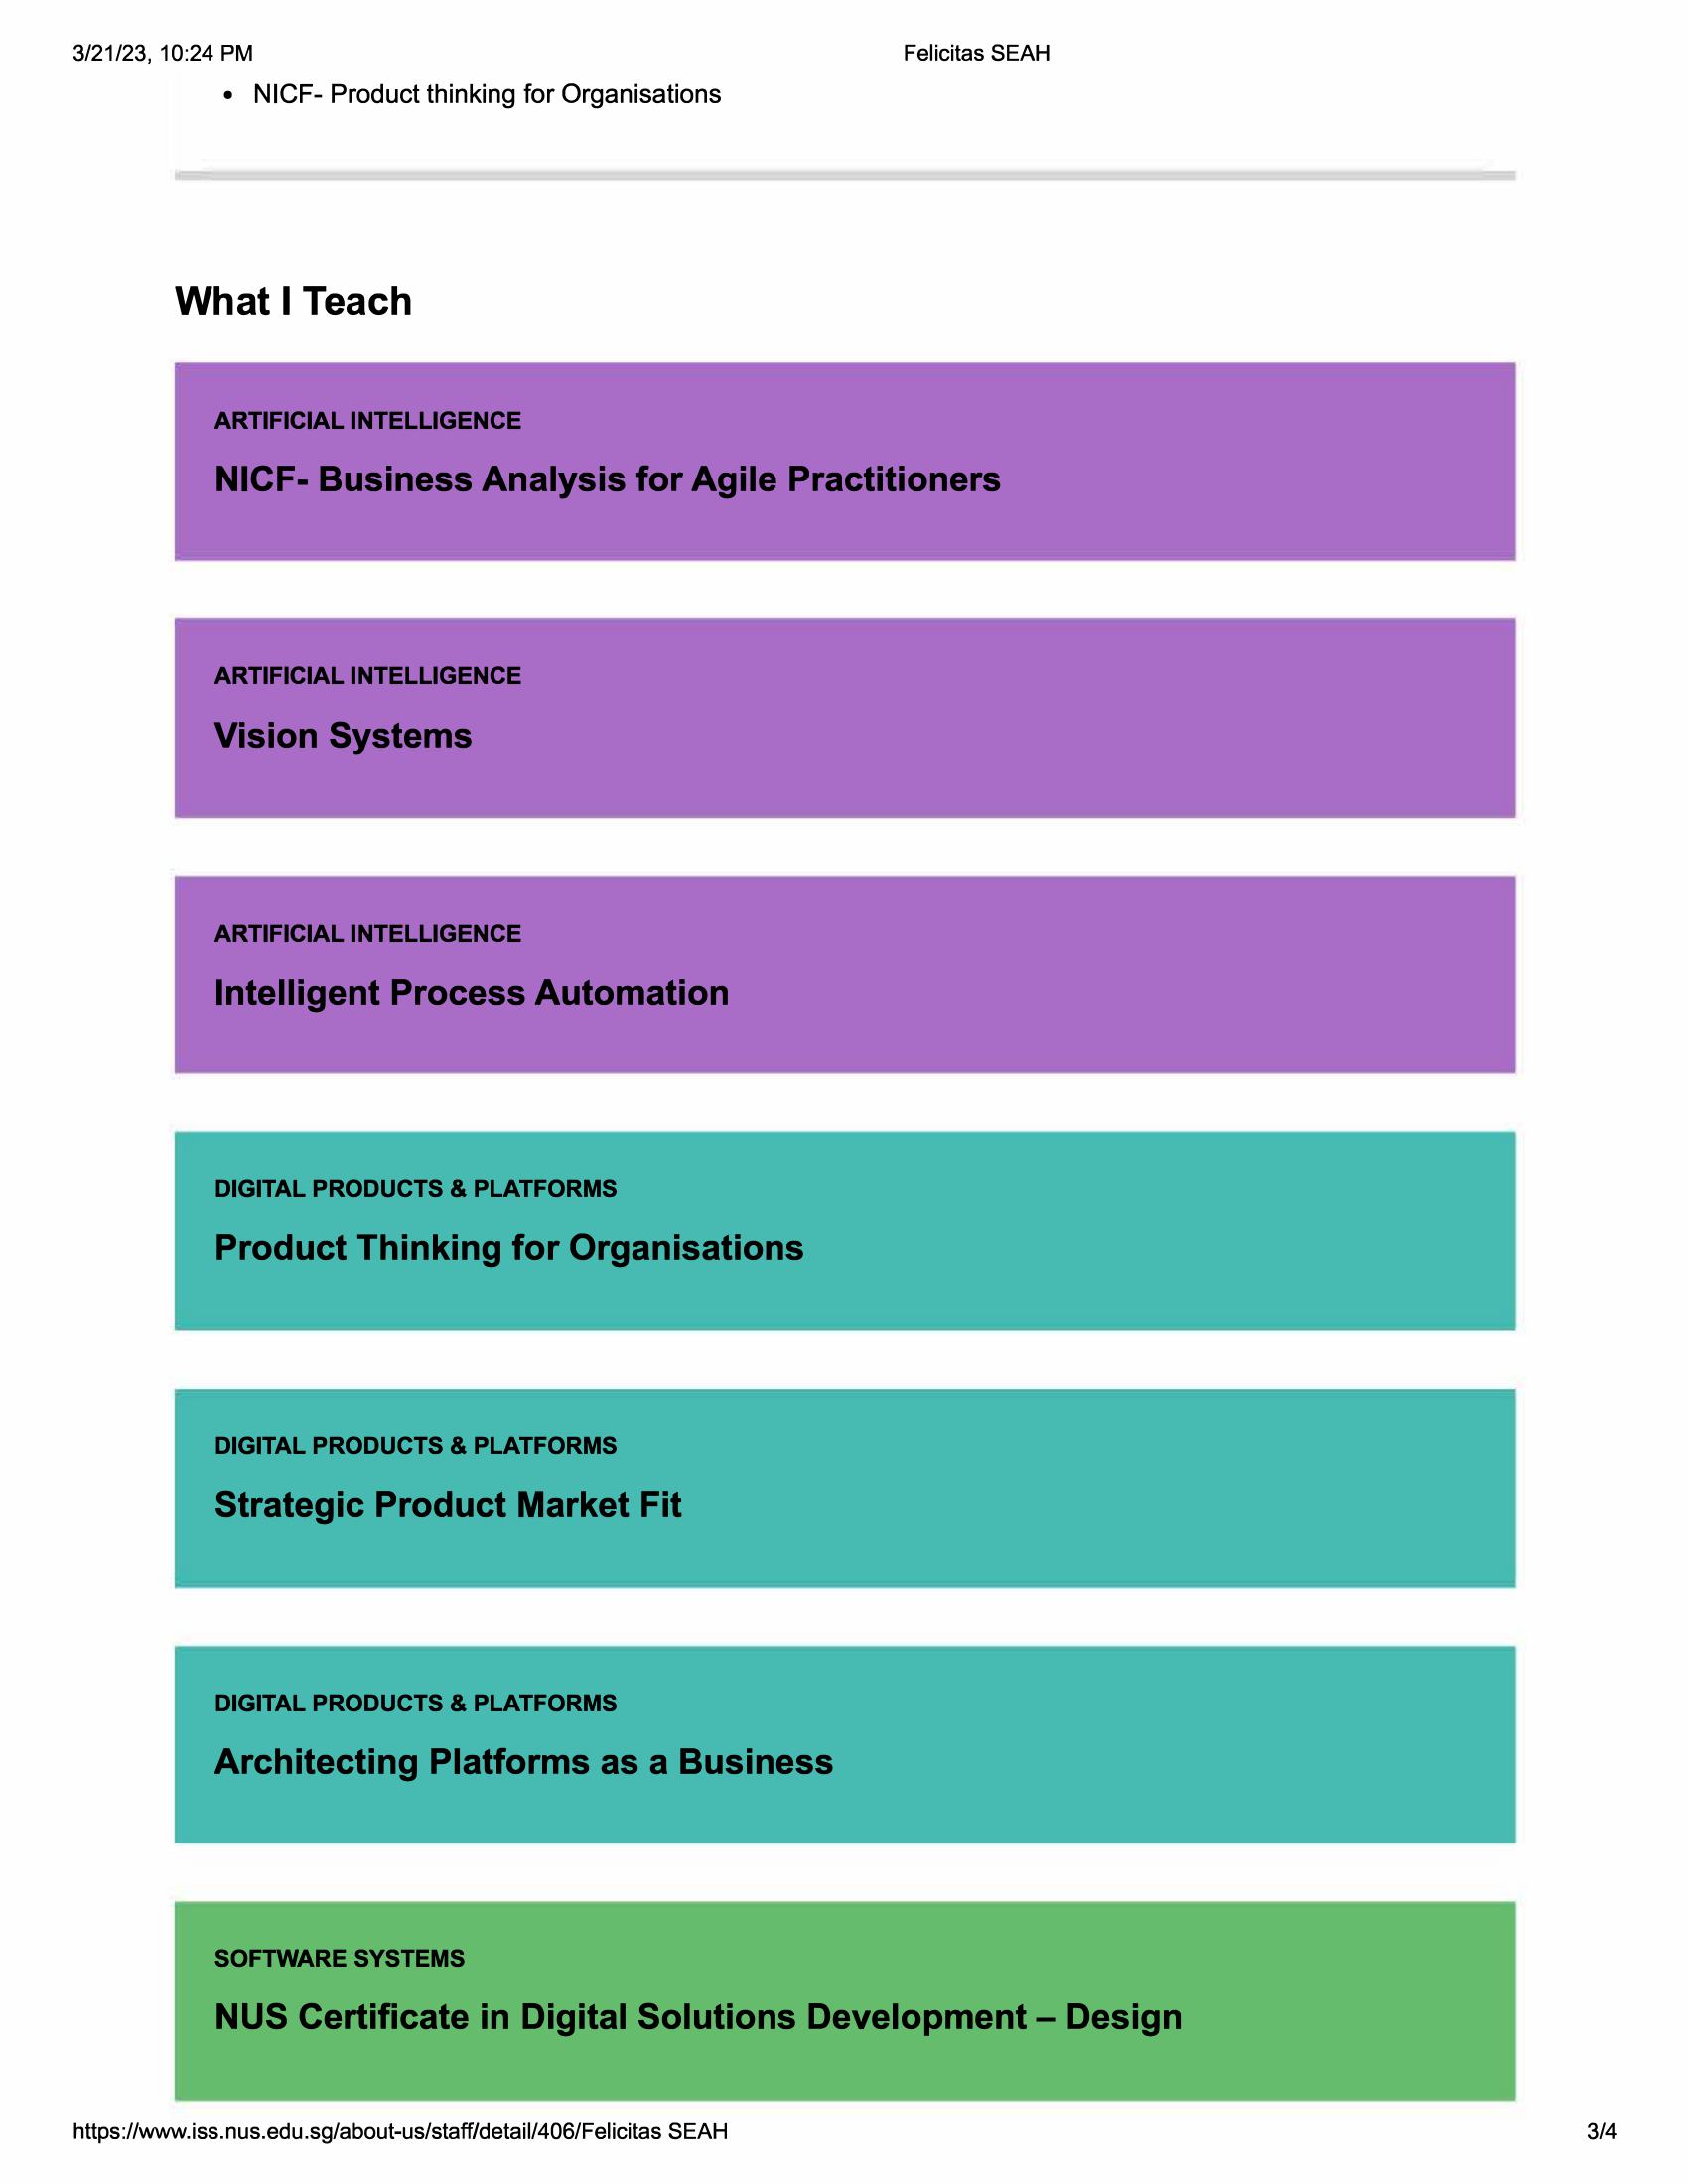 3/21/23, 10:24 PM
Felicitas SEAH
• NICF- Product thinking for Organisations
What I Teach
ARTIFICIAL INTELLIGENCE
NICF- Business Analysis for Agile Practitioners
ARTIFICIAL INTELLIGENCE
Vision Systems
ARTIFICIAL INTELLIGENCE
Intelligent Process Automation
DIGITAL PRODUCTS & PLATFORMS
Product Thinking for Organisations
DIGITAL PRODUCTS & PLATFORMS
Strategic Product Market Fit
DIGITAL PRODUCTS & PLATFORMS
Architecting Platforms as a Business
SOFTWARE SYSTEMS
NUS Certificate in Digital Solutions Development – Design
https://www.iss.nus.edu.sg/about-us/staff/detail/406/Felicitas SEAH
3/4